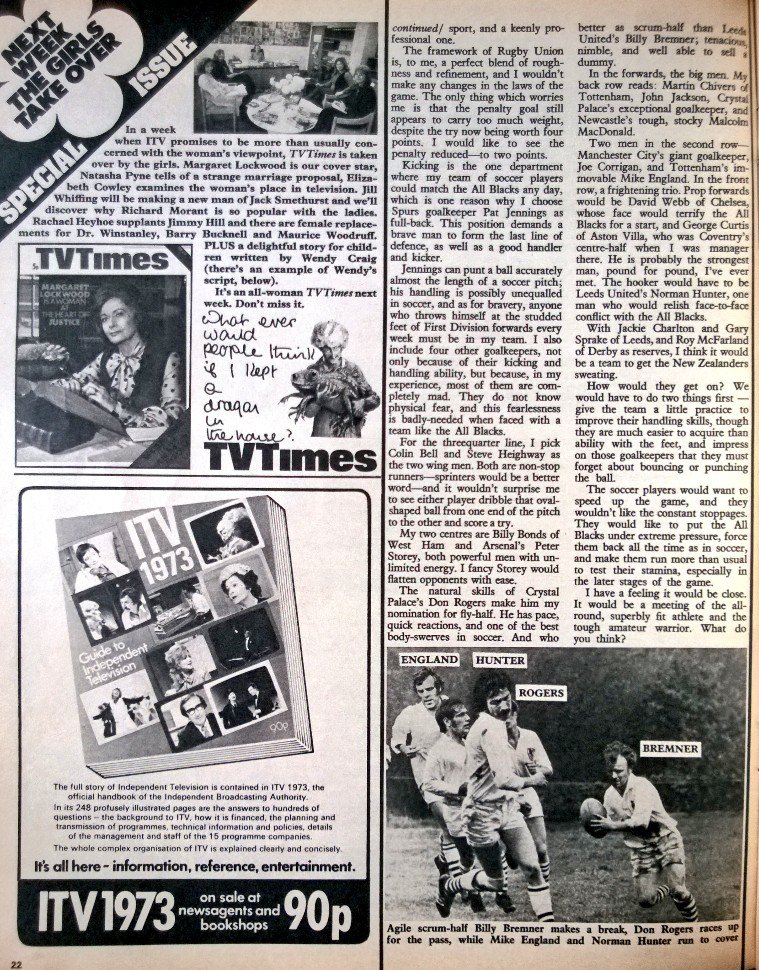 NEXT
WEEK
THE GIRLS
TAKE OVER
SPECIAL
ISSUE
In a week
when ITV promises to be more than usually con-
cerned with the woman's viewpoint, TVTimes is taken
over by the girls. Margaret Lockwood is our cover star,
Natasha Pyne tells of a strange marriage proposal, Eliza-
beth Cowley examines the woman's place in television. Jill
Whiffing will be making a new man of Jack Smethurst and we'll
discover why Richard Morant is so popular with the ladies.
Rachael Heyhoe supplants Jimmy Hill and there are female replace-
ments for Dr. Winstanley, Barry Bucknell and Maurice Woodruff.
TVTimes
MARGARET
LOCKWOOD
IS A WOMAN
AT THE HEART OF
JUSTICE
PLUS a delightful story for child-
ren written by Wendy Craig
(there's an example of Wendy's
script, below).
It's an all-woman TVTimes next
week. Don't miss it.
What ever
would
people think
if I kept
a
dragon
in
the house?
TVTimes
ITV
1973
Guide to
Independent
Television
90p
The full story of Independent Television is contained in ITV 1973, the
official handbook of the Independent Broadcasting Authority.
In its 248 profusely illustrated pages are the answers to hundreds of
questions – the background to ITV, how it is financed, the planning and
transmission of programmes, technical information and policies, details
of the management and staff of the 15 programme companies.
The whole complex organisation of ITV is explained clearly and concisely.
It's all here - information, reference, entertainment.
ITV1973 on sale at newsagents and bookshops 90p
22
continued/ sport, and a keenly pro-
fessional one.
The framework of Rugby Union
is, to me, a perfect blend of rough-
ness and refinement, and I wouldn't
make any changes in the laws of the
game. The only thing which worries
me is that the penalty goal still
appears to carry too much weight,
despite the try now being worth four
points. I would like to see the
penalty reduced—to two points.
Kicking is the one department
where my team of soccer players
could match the All Blacks any day,
which is one reason why I choose
Spurs goalkeeper Pat Jennings as
full-back. This position demands a
brave man to form the last line of
defence, as well as a good handler
and kicker.
Jennings can punt a ball accurately
almost the length of a soccer pitch;
his handling is possibly unequalled
in soccer, and as for bravery, anyone
who throws himself at the studded
feet of First Division forwards every
week must be in my team. I also
include four other goalkeepers, not
only because of their kicking and
handling ability, but because, in my
experience, most of them are com-
pletely mad. They do not know
physical fear, and this fearlessness
is badly-needed when faced with a
team like the All Blacks.
For the threequarter line, I pick
Colin Bell and Steve Heighway as
the two wing men. Both are non-stop
runners—sprinters would be a better
word—and it wouldn't surprise me
to see either player dribble that oval-
shaped ball from one end of the pitch
to the other and score a try.
My two centres are Billy Bonds of
West Ham and Arsenal's Peter
Storey, both powerful men with un-
limited energy. I fancy Storey would
flatten opponents with ease.
The natural skills of Crystal
Palace's Don Rogers make him my
nomination for fly-half. He has pace,
quick reactions, and one of the best
body-swerves in soccer. And who
better as scrum-half than Leeds
United's Billy Bremner; tenacious,
nimble, and well able to sell a
dummy.
In the forwards, the big men. My
back row reads: Martin Chivers of
Tottenham, John Jackson, Crystal
Palace's exceptional goalkeeper, and
Newcastle's tough, stocky Malcolm
MacDonald.
Two men in the second row—
Manchester City's giant goalkeeper,
Joe Corrigan, and Tottenham's im-
movable Mike England. In the front
row, a frightening trio. Prop forwards
would be David Webb of Chelsea,
whose face would terrify the All
Blacks for a start, and George Curtis
of Aston Villa, who was Coventry's
centre-half when I was manager
there. He is probably the strongest
man, pound for pound, I've ever
met. The hooker would have to be
Leeds United's Norman Hunter, one
man who would relish face-to-face
conflict with the All Blacks.
With Jackie Charlton and Gary
Sprake of Leeds, and Roy McFarland
of Derby as reserves, I think it would
be a team to get the New Zealanders
sweating.
How would they get on? We
would have to do two things first—
give the team a little practice to
improve their handling skills, though
they are much easier to acquire than
ability with the feet, and impress
on those goalkeepers that they must
forget about bouncing or punching
the ball.
The soccer players would want to
speed up the game, and they
wouldn't like the constant stoppages.
They would like to put the All
Blacks under extreme pressure, force
them back all the time as in soccer,
and make them run more than usual
to test their stamina, especially in
the later stages of the game.
I have a feeling it would be close.
It would be a meeting of the all-
round, superbly fit athlete and the
tough amateur warrior. What do
you think?
ENGLAND
HUNTER
ROGERS
BREMNER
Agile scrum-half Billy Bremner makes a break, Don Rogers races up
for the pass, while Mike England and Norman Hunter run to cover